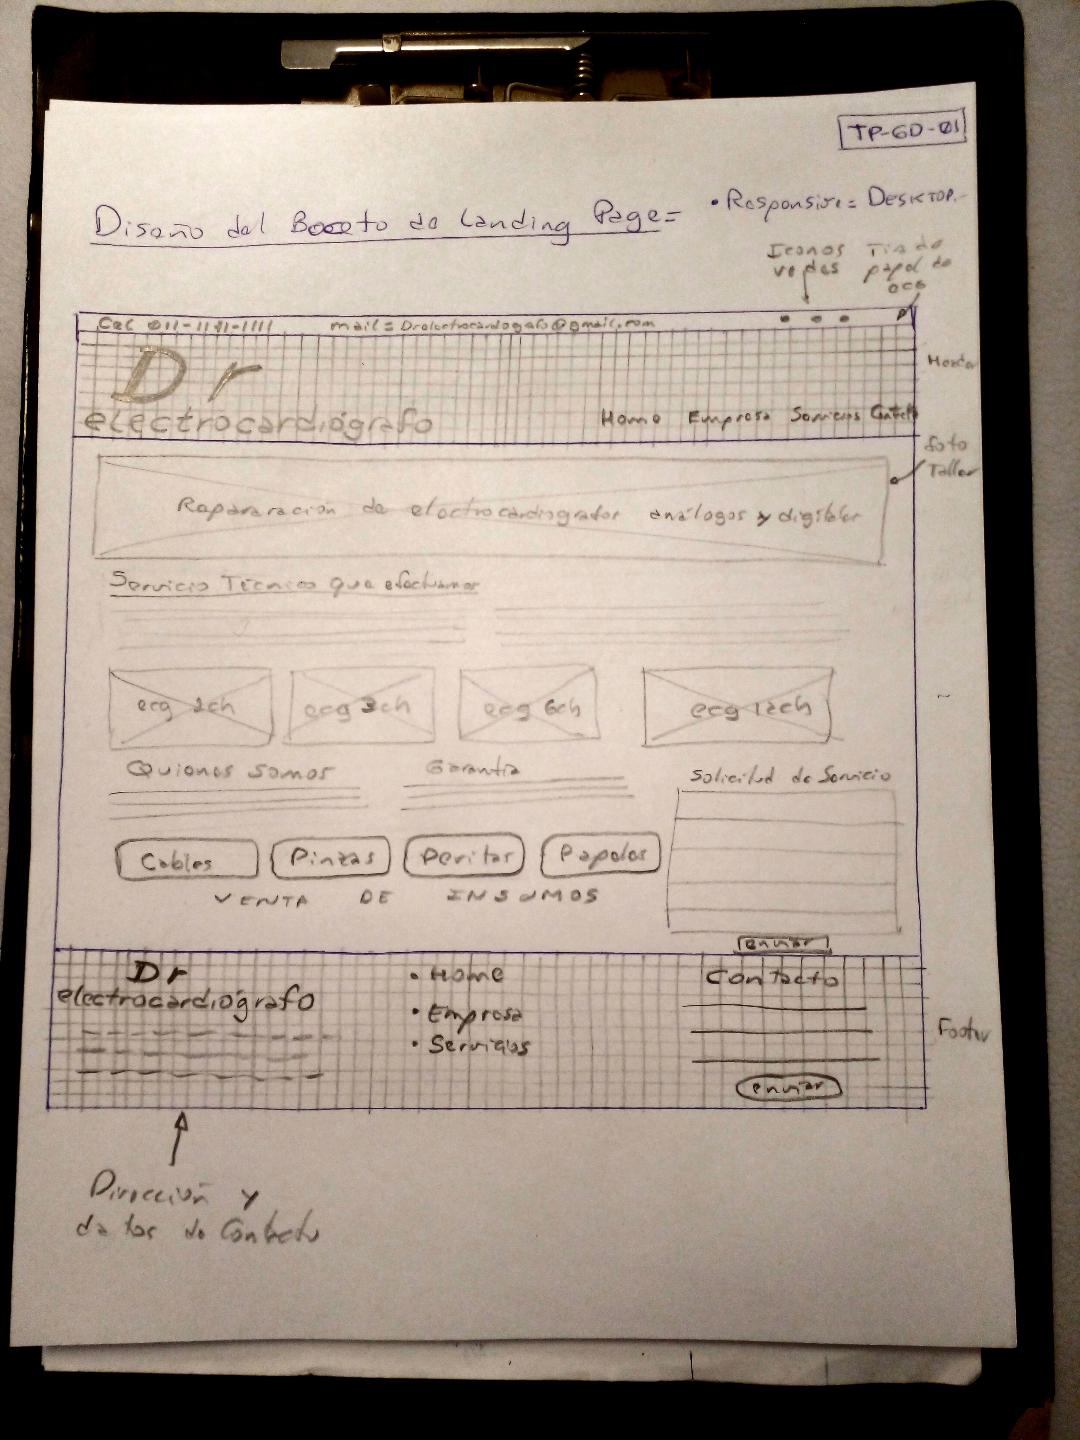 TP-GD-01
Diseño del Boceto de Landing Page=
• Responsive= Desktop.
Iconos verdes
Tira de papel de ecg
Cel 011-1111-1111 mail= Drelectrocardiografo@gmail.com
Header
Dr
electrocardiógrafo
Home Empresa Servicios Contacto
foto Taller
Repararación de electrocardiografos análogos y digitales
Servicio Técnico que efectuamos
ecg 1ch ecg 3ch ecg 6ch ecg 12ch
Quienes somos Garantía Solicitud de Servicio
Cables Pinzas Peritas Papeles
VENTA DE INSUMOS
enviar
Dr
electrocardiógrafo
• Home
• Empresa
• Servicios
Contacto
enviar
Footer
Dirección y
datos de Contacto